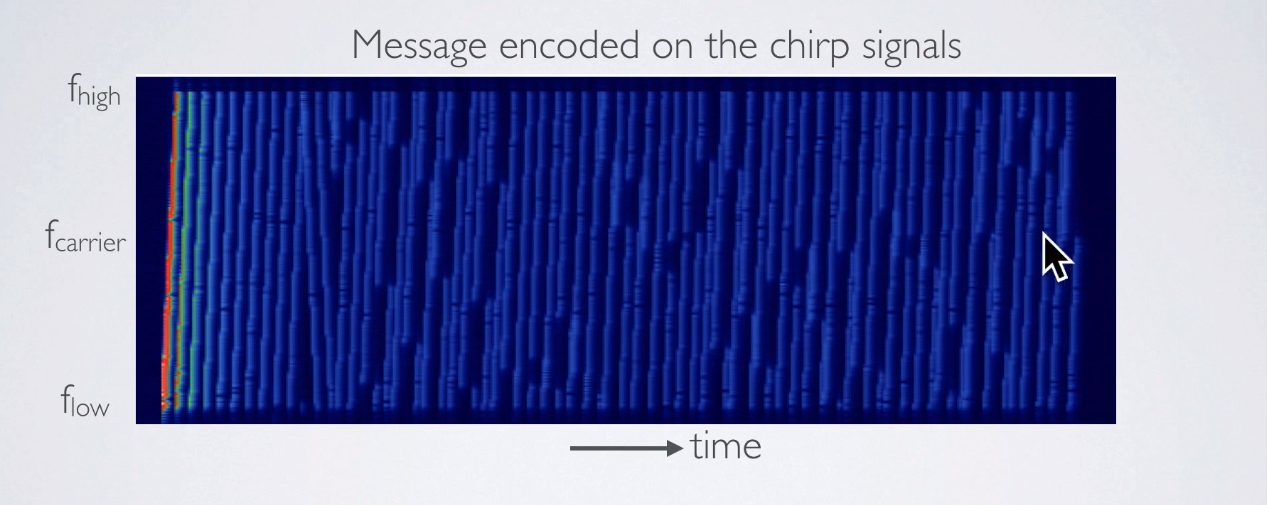 Message encoded on the chirp signals
fhigh
fcarrier
flow
time